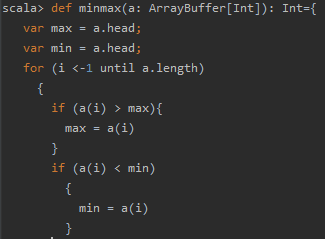 scala> def minmax(a: ArrayBuffer[Int]): Int={
var max = a.head;
var min = a.head;
for (i <-1 until a.length)
{
if (a(i) > max){
max = a(i)
}
if (a(i) < min)
{
min = a(i)
}